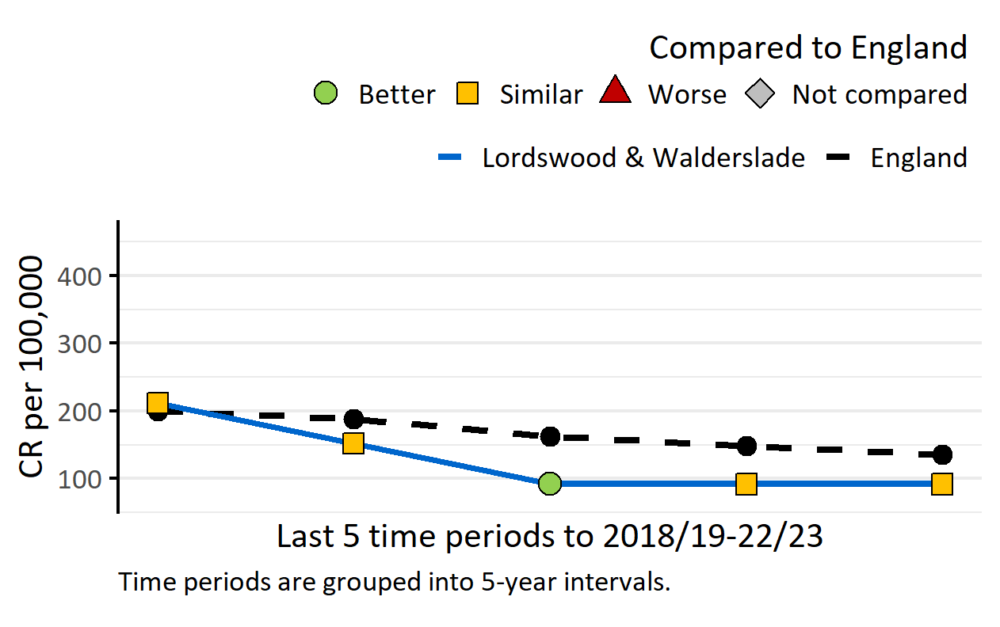 Compared to England
Better Similar Worse Not compared
Lordswood & Walderslade England
CR per 100,000
400
300
200
100
Last 5 time periods to 2018/19-22/23
Time periods are grouped into 5-year intervals.